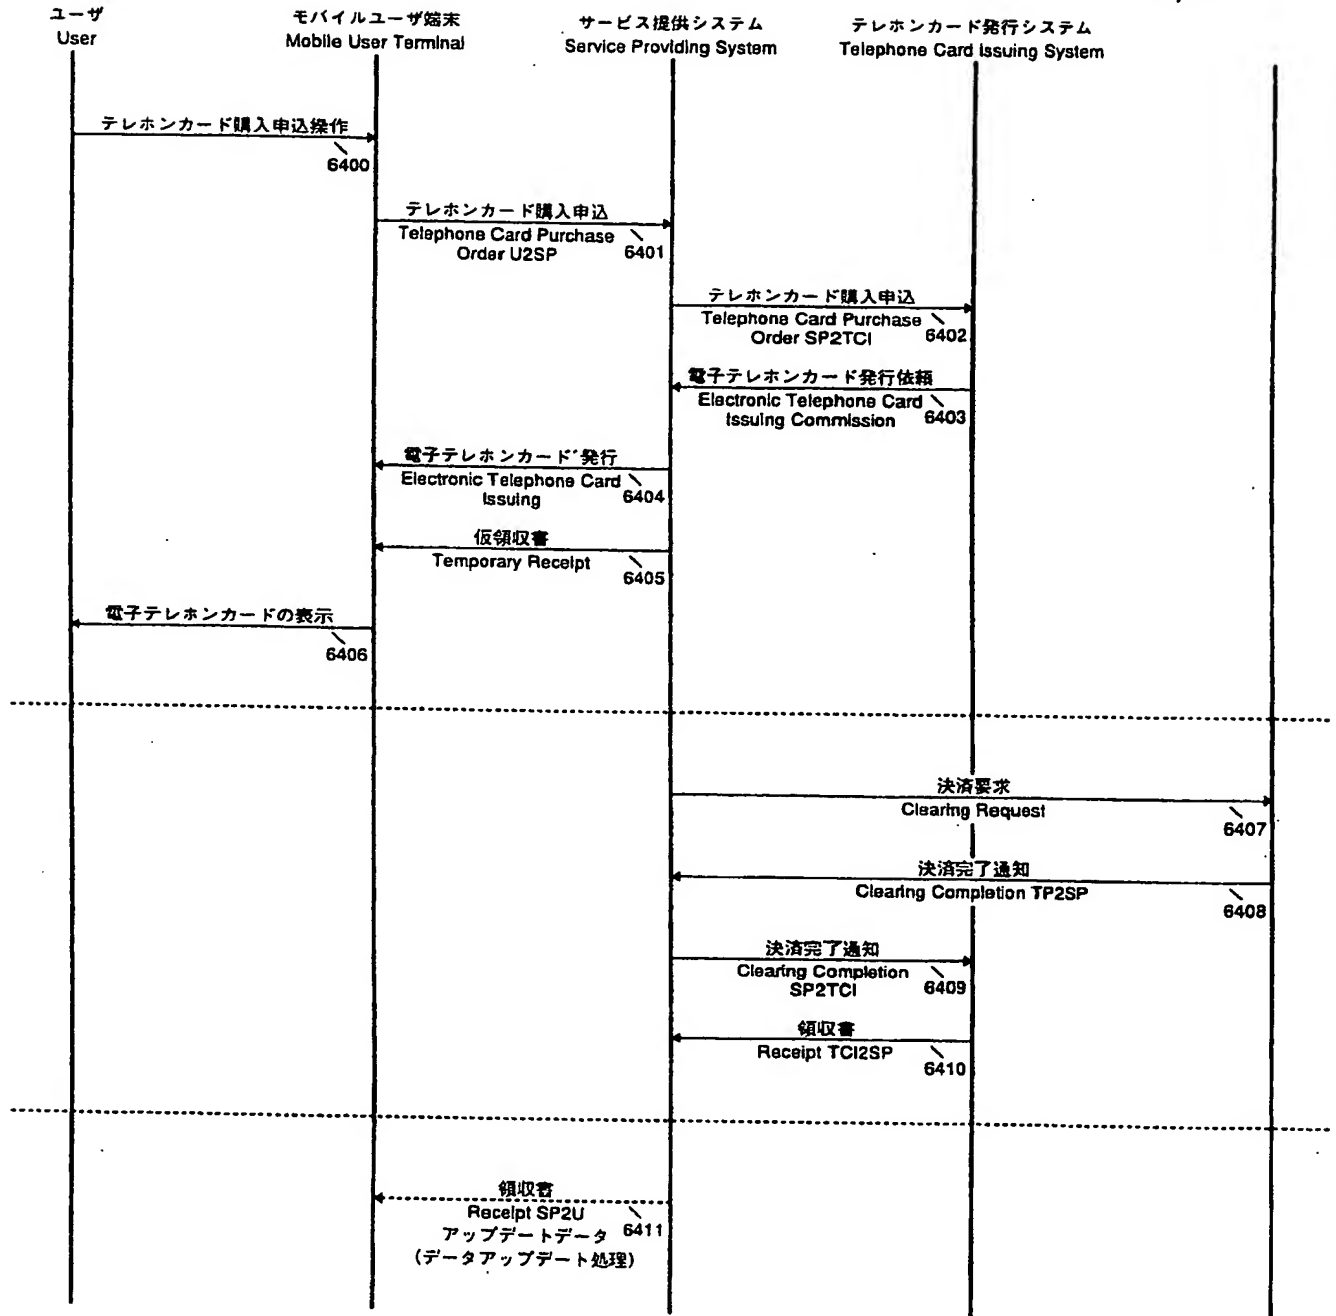 ユーザ
User
モバイルユーザ端末
Mobile User Terminal
サービス提供システム
Service Providing System
テレホンカード発行システム
Telephone Card Issuing System
テレホンカード購入申込操作
6400
テレホンカード購入申込
Telephone Card Purchase
Order U2SP
6401
テレホンカード購入申込
Telephone Card Purchase
Order SP2TCI
6402
電子テレホンカード発行依頼
Electronic Telephone Card
Issuing Commission
6403
電子テレホンカード発行
Electronic Telephone Card
Issuing
6404
仮領収書
Temporary Receipt
6405
電子テレホンカードの表示
6406
決済要求
Clearing Request
6407
決済完了通知
Clearing Completion TP2SP
6408
決済完了通知
Clearing Completion
SP2TCI
6409
領収書
Receipt TCI2SP
6410
領収書
Receipt SP2U
6411
アップデートデータ
(データアップデート処理)